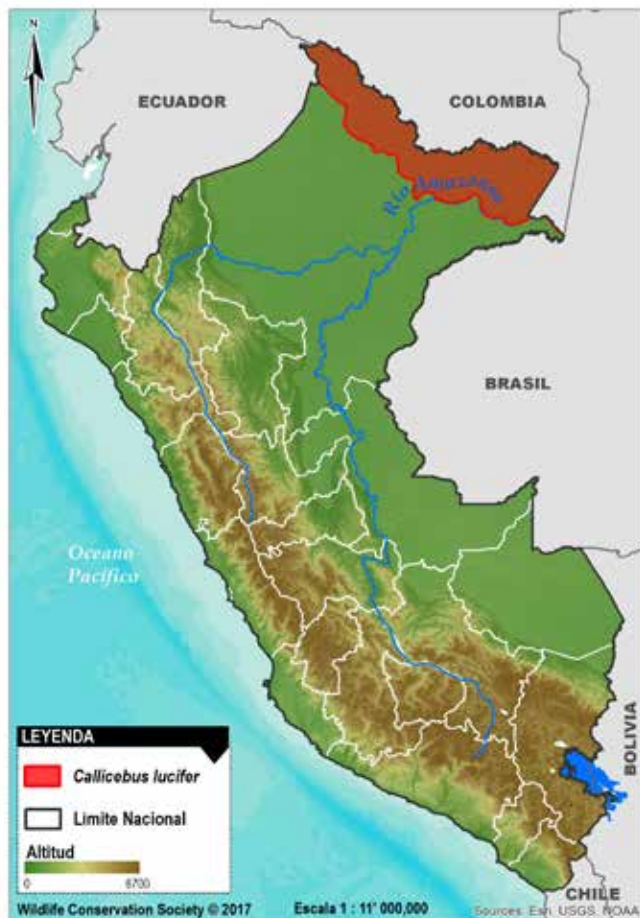 N
ECUADOR
COLOMBIA
Río Amazonas
BRASIL
Oceano
Pacífico
BOLIVIA
LEYENDA
Callicebus lucifer
Limite Nacional
Altitud
0 6700
CHILE
Wildlife Conservation Society © 2017 Escala 1 : 11' 000,000 Sources: Esri, USGS, NOAA